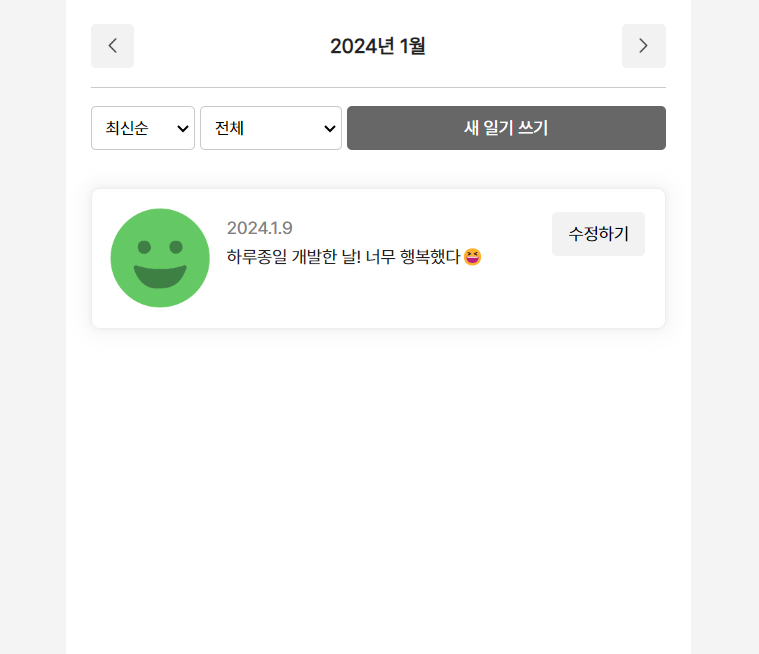 2024년 1월
최신순 전체 새 일기 쓰기
2024.1.9
수정하기
하루종일 개발한 날! 너무 행복했다😆